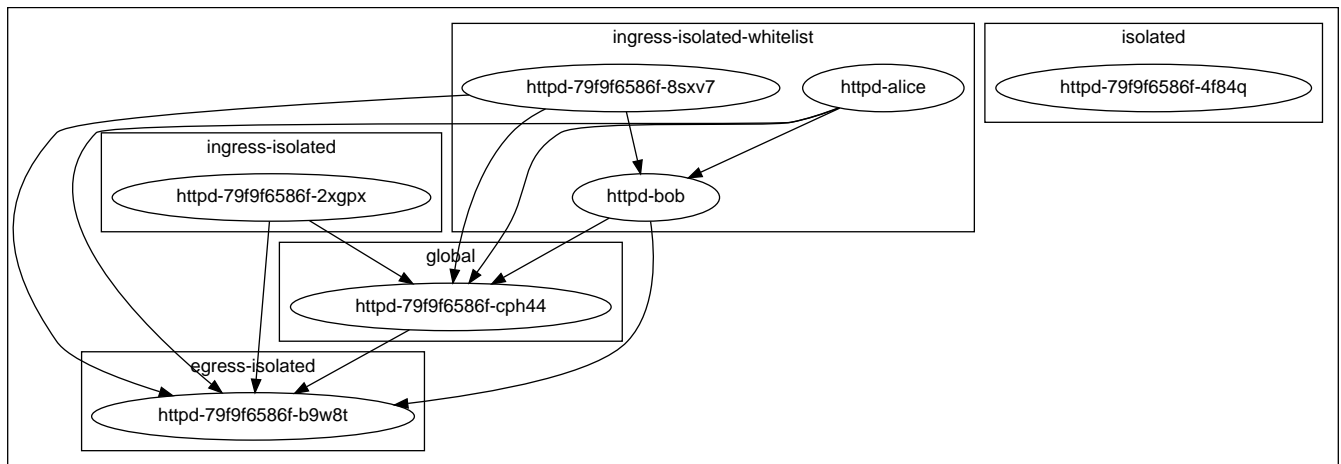 ingress-isolated-whitelist
isolated
httpd-79f9f6586f-8sxv7
httpd-alice
httpd-79f9f6586f-4f84q
ingress-isolated
httpd-79f9f6586f-2xgpx
httpd-bob
global
httpd-79f9f6586f-cph44
egress-isolated
httpd-79f9f6586f-b9w8t